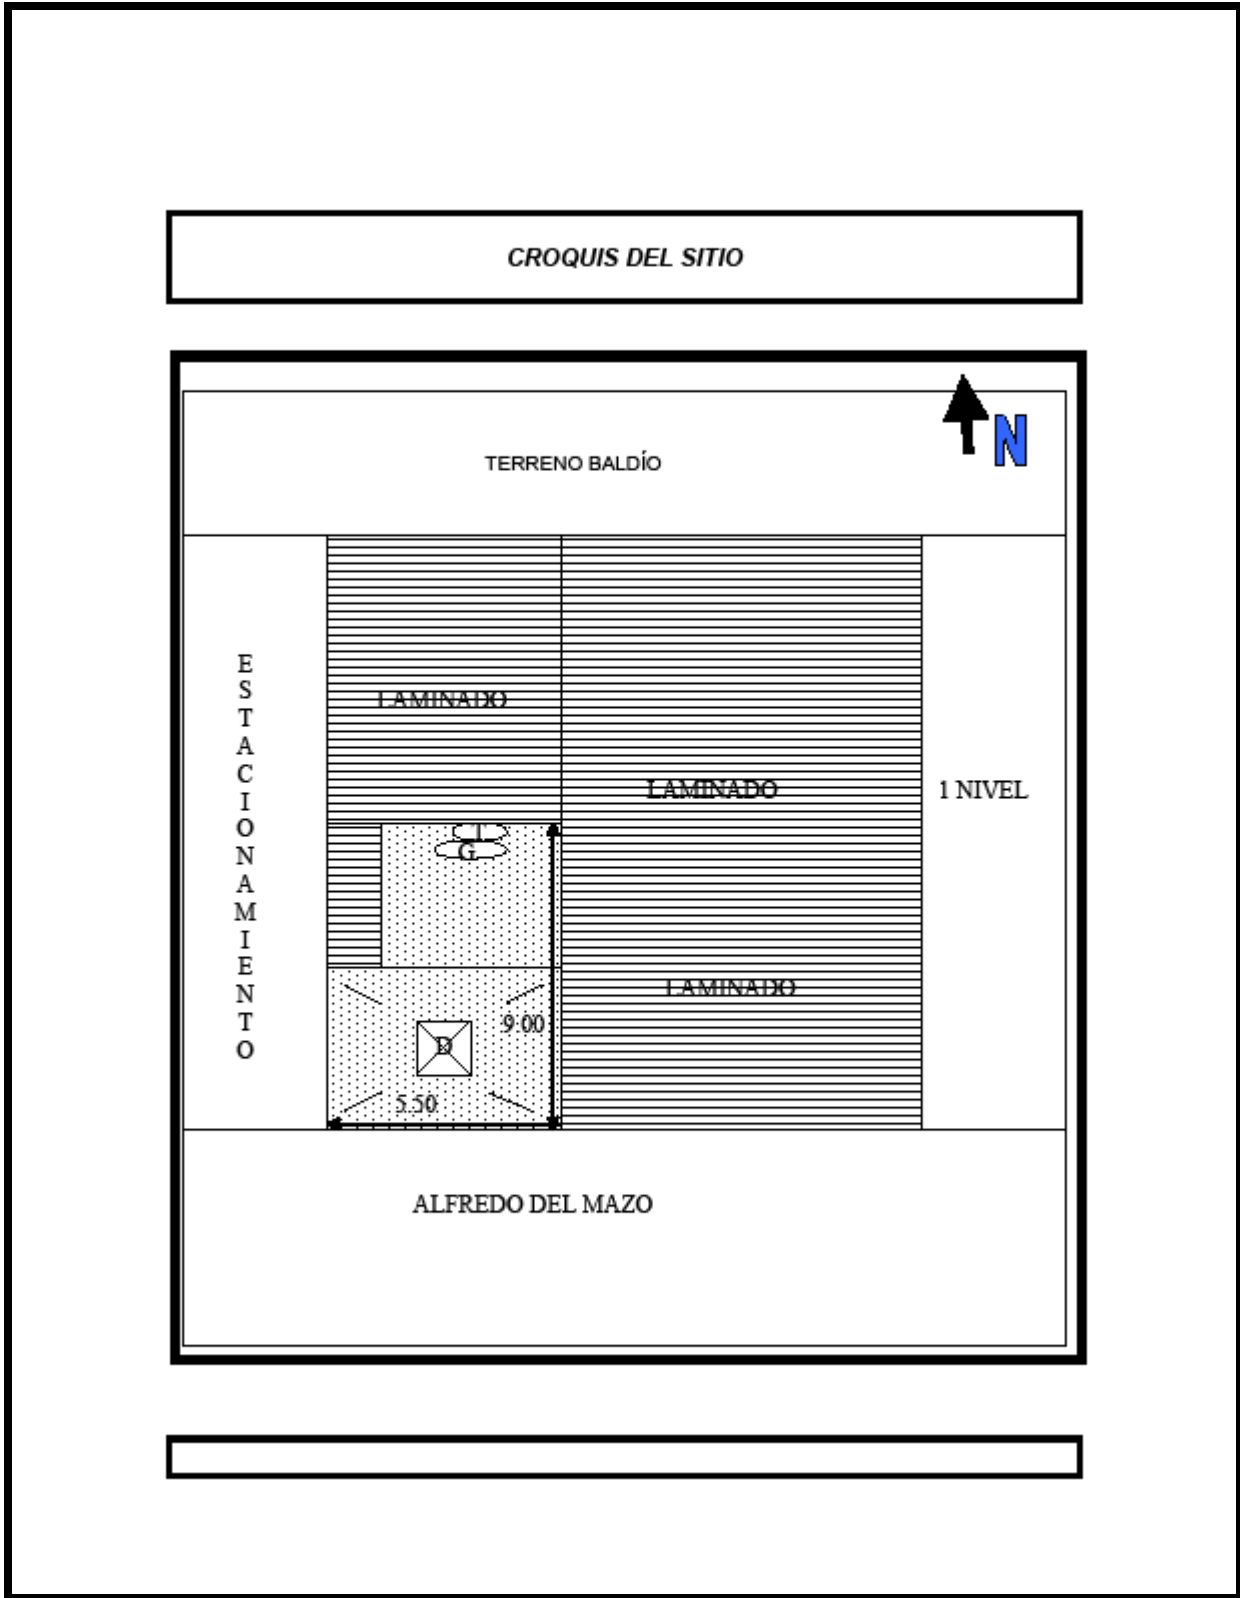 CROQUIS DEL SITIO
N
TERRENO BALDÍO
ESTACIONAMIENTO
LAMINADO
LAMINADO
1 NIVEL
T
G
LAMINADO
9.00
D
5.50
ALFREDO DEL MAZO